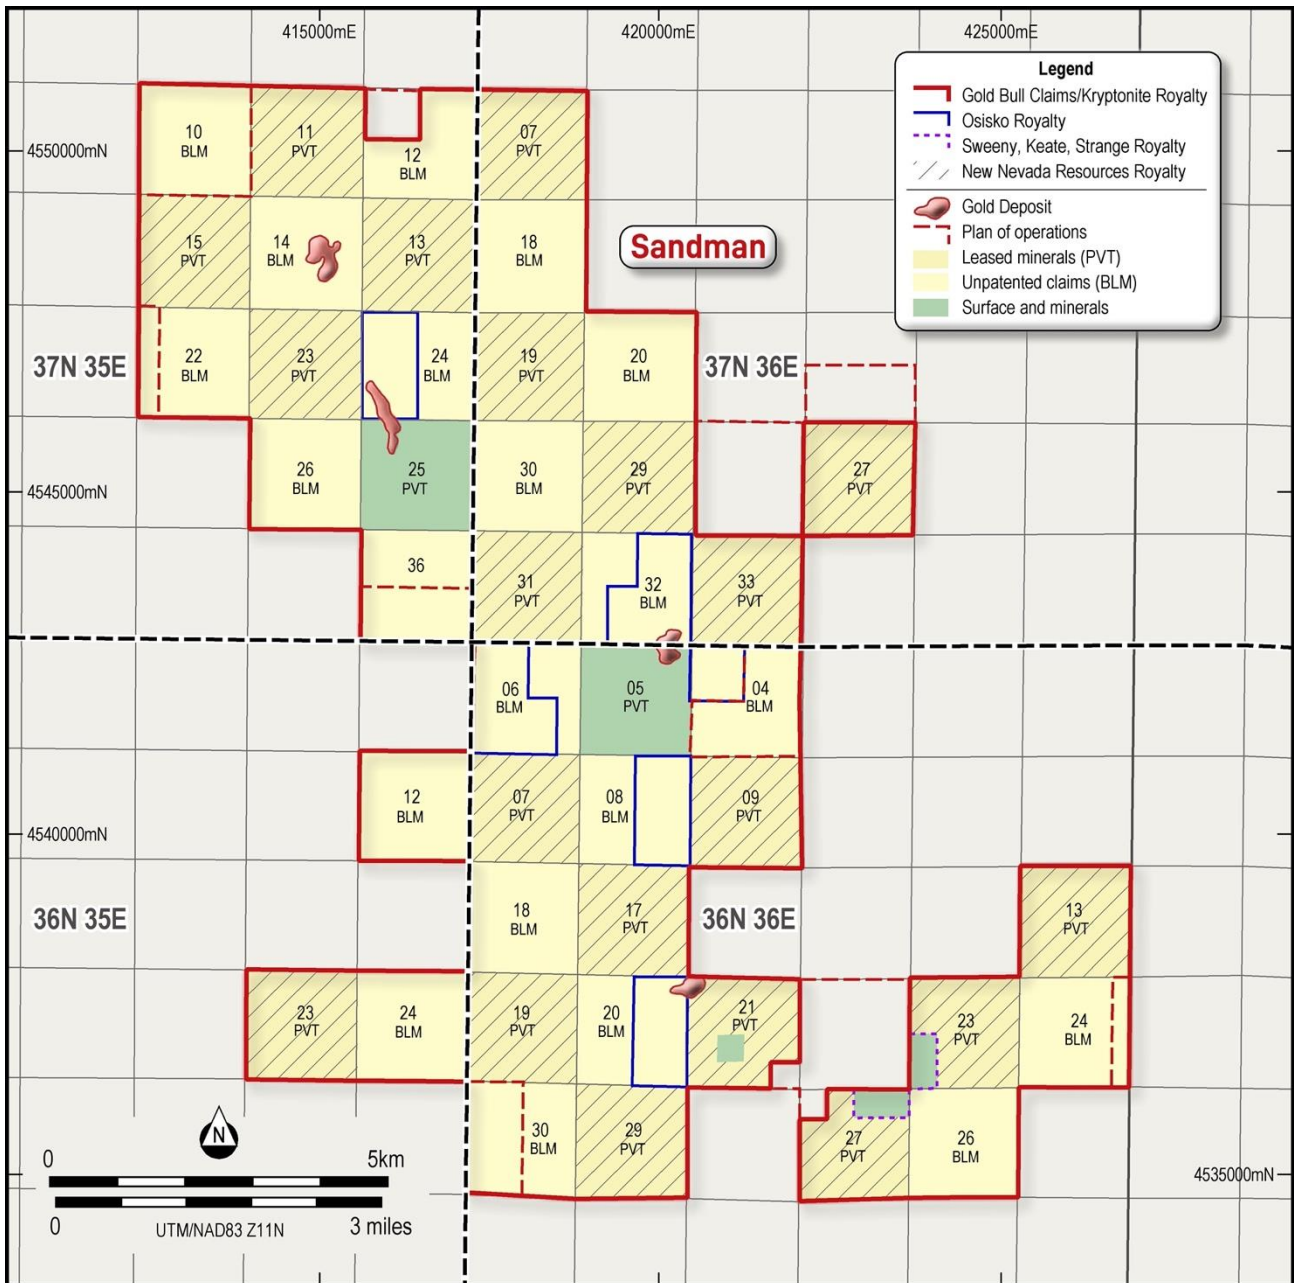 415000mE
420000mE
425000mE
Legend
Gold Bull Claims/Kryptonite Royalty
Osisko Royalty
Sweeny, Keate, Strange Royalty
New Nevada Resources Royalty
Gold Deposit
Plan of operations
Leased minerals (PVT)
Unpatented claims (BLM)
Surface and minerals
4550000mN
10
BLM
11
PVT
12
BLM
07
PVT
15
PVT
14
BLM
13
PVT
18
BLM
Sandman
37N 35E
22
BLM
23
PVT
24
BLM
19
PVT
20
BLM
37N 36E
4545000mN
26
BLM
25
PVT
30
BLM
29
PVT
27
PVT
36
31
PVT
32
BLM
33
PVT
06
BLM
05
PVT
04
BLM
4540000mN
12
BLM
07
PVT
08
BLM
09
PVT
36N 35E
18
BLM
17
PVT
36N 36E
13
PVT
23
PVT
24
BLM
19
PVT
20
BLM
21
PVT
23
PVT
24
BLM
30
BLM
29
PVT
27
PVT
26
BLM
4535000mN
N
0
5km
0
3 miles
UTM/NAD83 Z11N